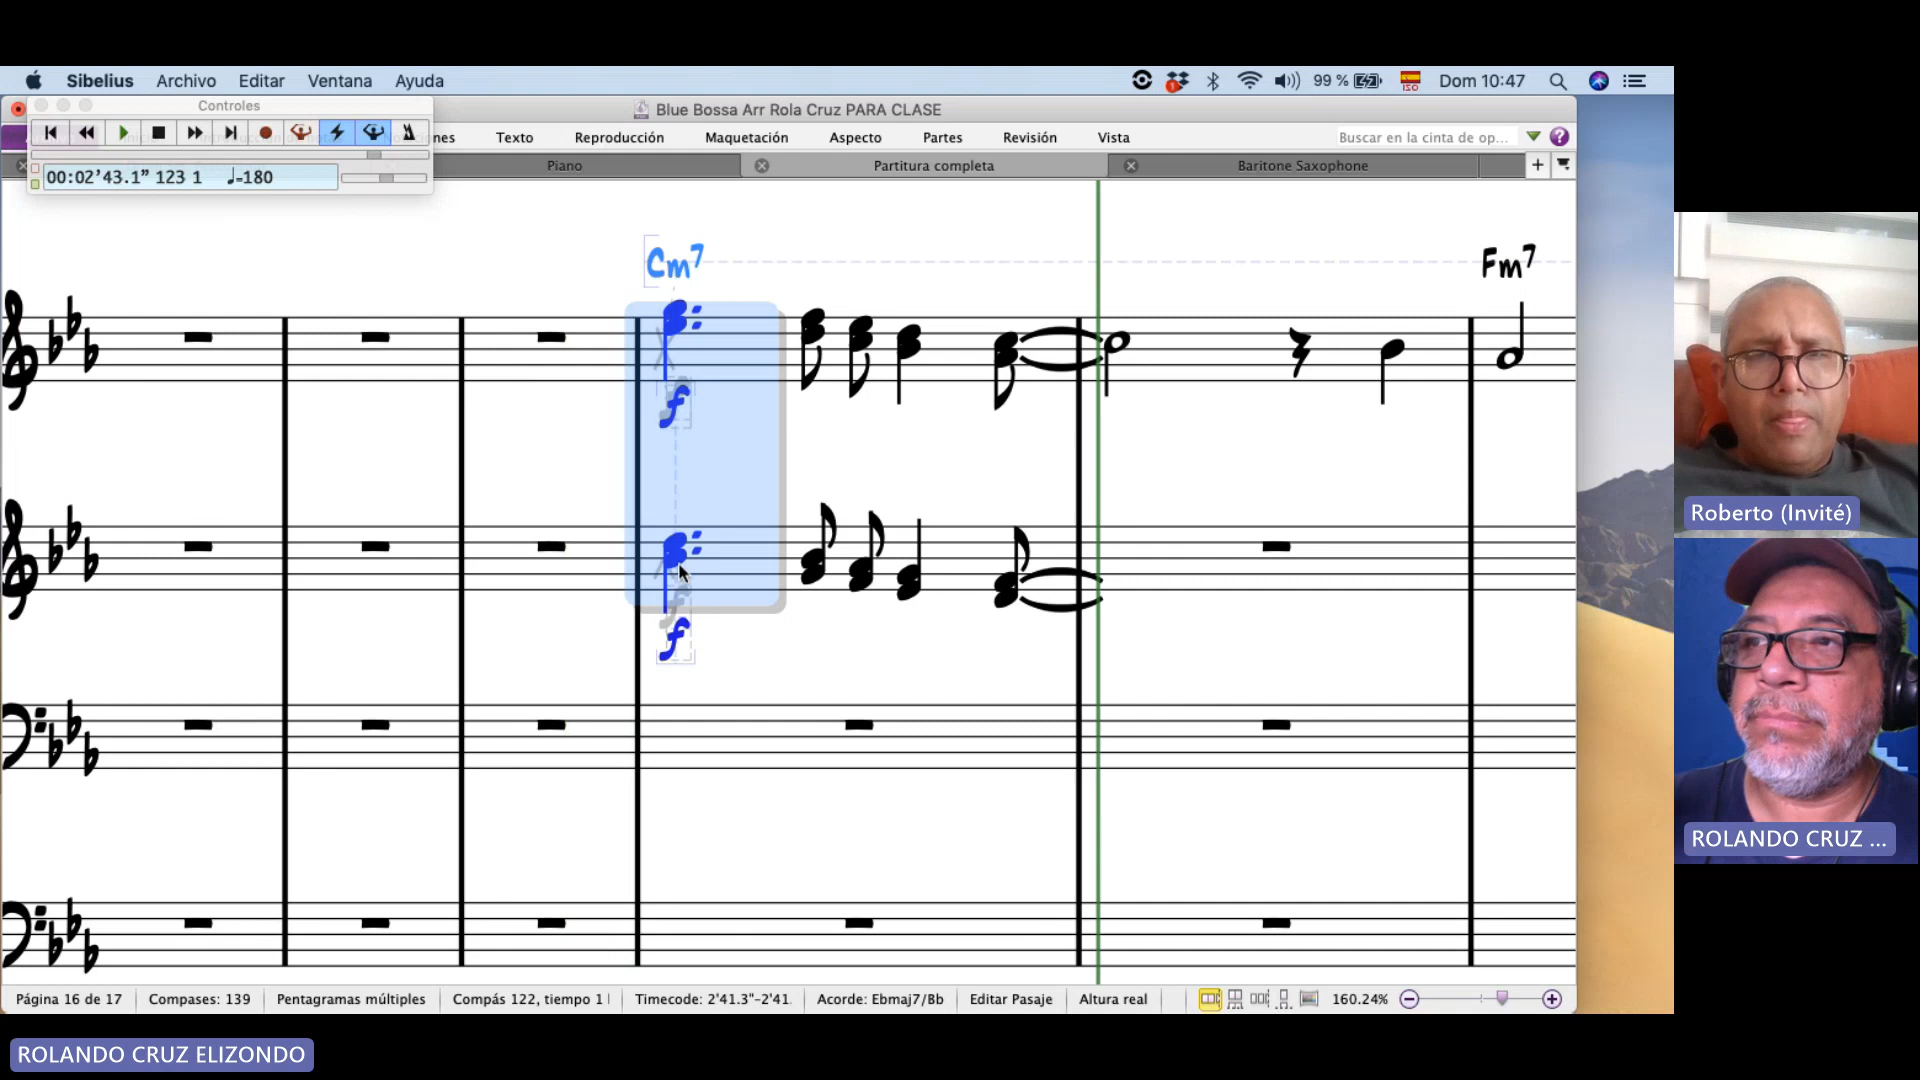 Sibelius Archivo Editar Ventana Ayuda 99 % ISO Dom 10:47
Controles
Blue Bossa Arr Rola Cruz PARA CLASE
nes Texto Reproducción Maquetación Aspecto Partes Revisión Vista Buscar en la cinta de op... ?
Piano Partitura completa Baritone Saxophone +
00:02'43.1" 123 1 ♩=180
Cm7 Fm7
f
f
Roberto (Invité)
ROLANDO CRUZ ...
Página 16 de 17 Compases: 139 Pentagramas múltiples Compás 122, tiempo 1 Timecode: 2'41.3"-2'41. Acorde: Ebmaj7/Bb Editar Pasaje Altura real 160.24%
ROLANDO CRUZ ELIZONDO